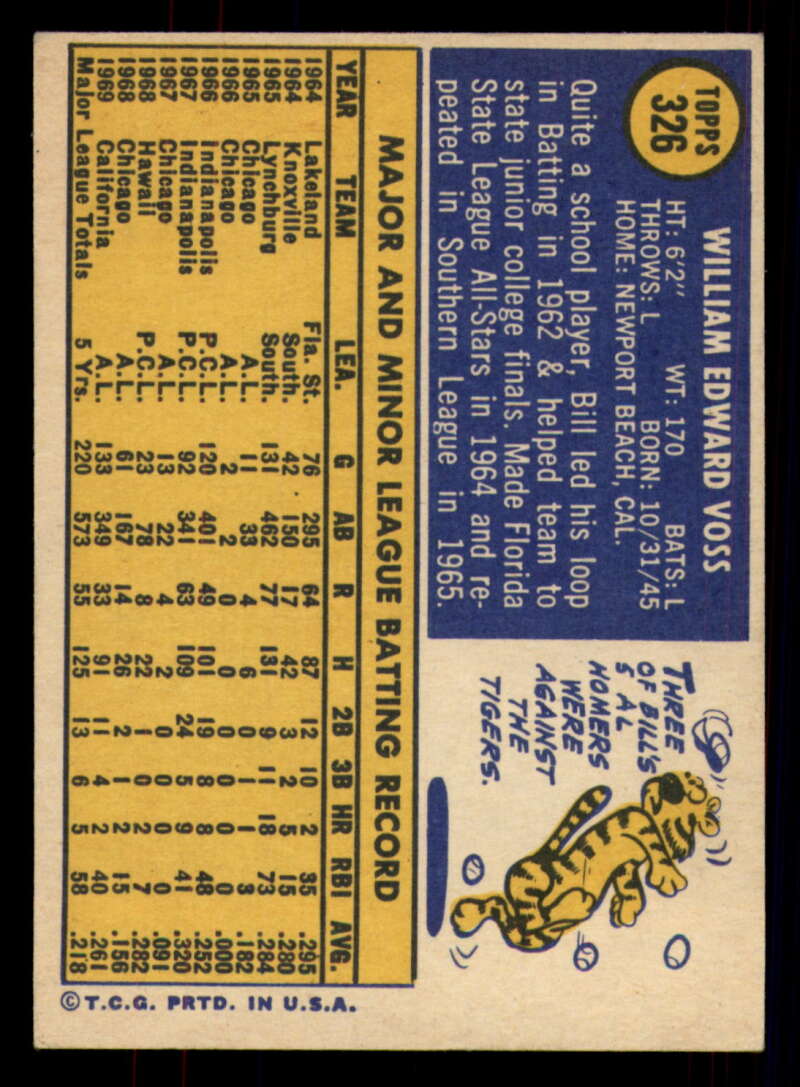 TOPPS
326
WILLIAM EDWARD VOSS
HT: 6'2" WT: 170 BATS: L
THROWS: L BORN: 10/31/45
HOME: NEWPORT BEACH, CAL.
Quite a school player, Bill led his loop
in Batting in 1962 & helped team to
state junior college finals. Made Florida
State League All-Stars in 1964 and re-
peated in Southern League in 1965.
THREE
OF BILL'S
5 AL
HOMERS
WERE
AGAINST
THE
TIGERS.
MAJOR AND MINOR LEAGUE BATTING RECORD
YEAR TEAM LEA. G AB R H 2B 3B HR RBI AVG.
1964 Lakeland Fla. St. 76 295 64 87 12 10 2 35 .295
1964 Knoxville South. 42 150 17 42 3 2 5 15 .280
1965 Lynchburg South. 131 462 77 131 9 11 18 73 .284
1965 Chicago A.L. 11 33 4 6 0 1 1 3 .182
1966 Chicago A.L. 2 2 0 0 0 0 0 0 .000
1966 Indianapolis P.C.L. 120 401 49 101 19 8 8 48 .252
1967 Indianapolis P.C.L. 92 341 63 109 24 5 9 41 .320
1967 Chicago A.L. 13 22 4 2 0 0 0 0 .091
1968 Hawaii P.C.L. 23 78 8 22 1 0 2 7 .282
1968 Chicago A.L. 61 167 14 26 2 1 2 15 .156
1969 California A.L. 133 349 33 91 11 4 2 40 .261
Major League Totals 5 Yrs. 220 573 55 125 13 6 5 58 .218
© T.C.G. PRTD. IN U.S.A.